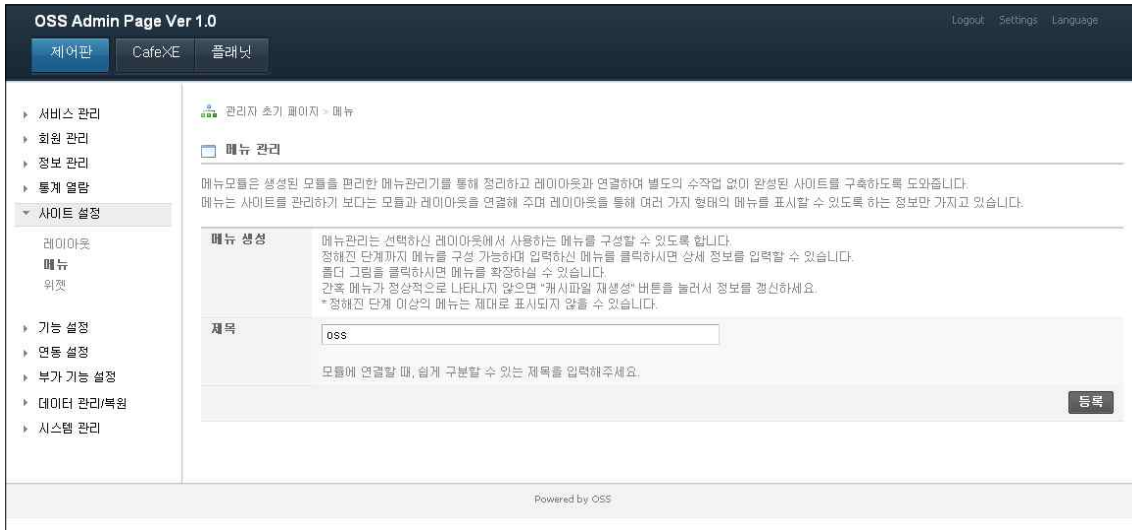 OSS Admin Page Ver 1.0
Logout Settings Language
제어판 CafeXE 플래닛
서비스 관리
회원 관리
정보 관리
통계 열람
사이트 설정
레이아웃
메뉴
위젯
기능 설정
연동 설정
부가 기능 설정
데이터 관리/복원
시스템 관리
관리자 초기 페이지 > 메뉴
메뉴 관리
메뉴모듈은 생성된 모듈을 편리한 메뉴관리기를 통해 정리하고 레이아웃과 연결하여 별도의 수작업 없이 완성된 사이트를 구축하도록 도와줍니다.
메뉴는 사이트를 관리하기 보다는 모듈과 레이아웃을 연결해 주며 레이아웃을 통해 여러 가지 형태의 메뉴를 표시할 수 있도록 하는 정보만 가지고 있습니다.
메뉴 생성
메뉴관리는 선택하신 레이아웃에서 사용하는 메뉴를 구성할 수 있도록 합니다.
정해진 단계까지 메뉴를 구성 가능하며 입력하신 메뉴를 클릭하시면 상세 정보를 입력할 수 있습니다.
폴더 그림을 클릭하시면 메뉴를 확장하실 수 있습니다.
간혹 메뉴가 정상적으로 나타나지 않으면 "캐시파일 재생성" 버튼을 눌러서 정보를 갱신하세요.
* 정해진 단계 이상의 메뉴는 제대로 표시되지 않을 수 있습니다.
제목
oss
모듈에 연결할 때, 쉽게 구분할 수 있는 제목을 입력해주세요.
등록
Powered by OSS